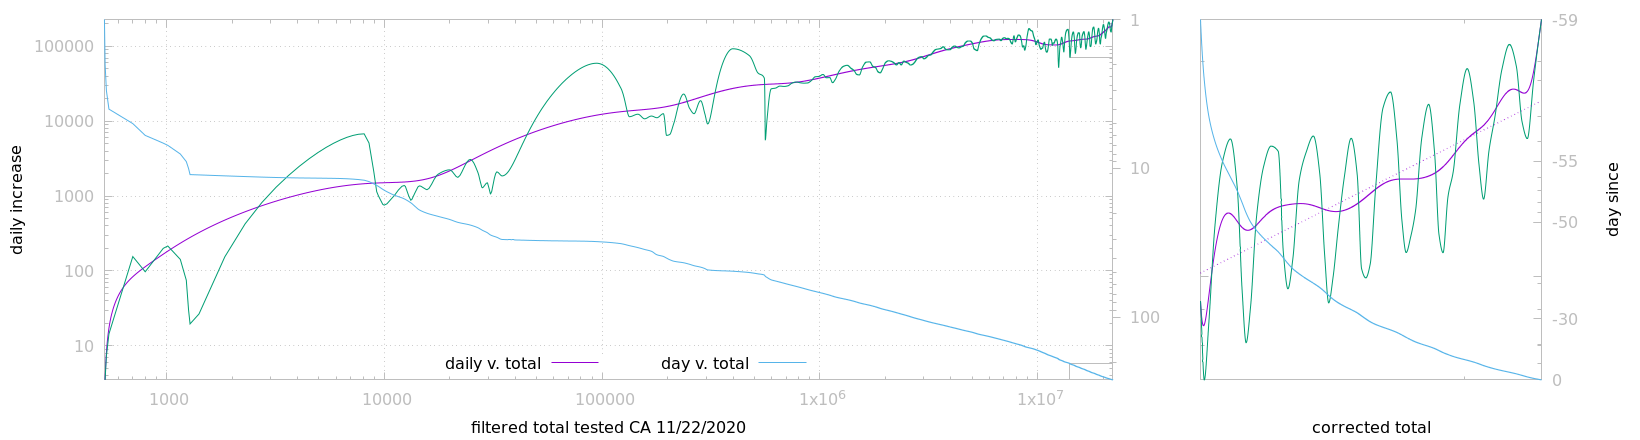 daily increase
100000
10000
1000
100
10
1000
10000
100000
1x10^6
1x10^7
daily v. total
day v. total
filtered total tested CA 11/22/2020
1
10
100
-59
-55
-50
-30
0
day since
corrected total